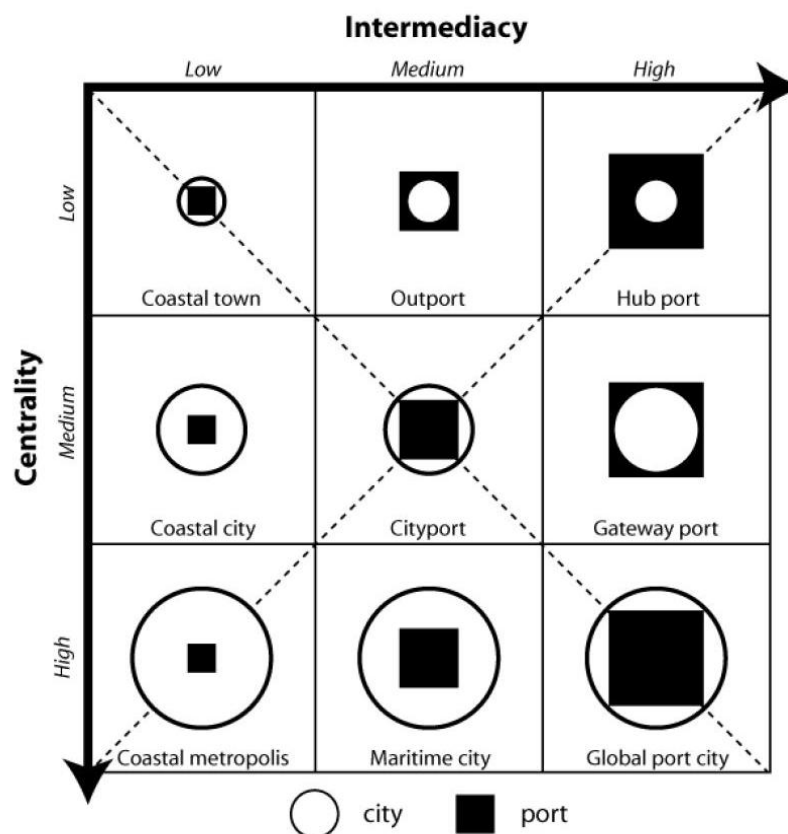 Intermediacy
Low Medium High
Low
Coastal town Outport Hub port
Centrality
Medium
Coastal city Cityport Gateway port
High
Coastal metropolis Maritime city Global port city
city port